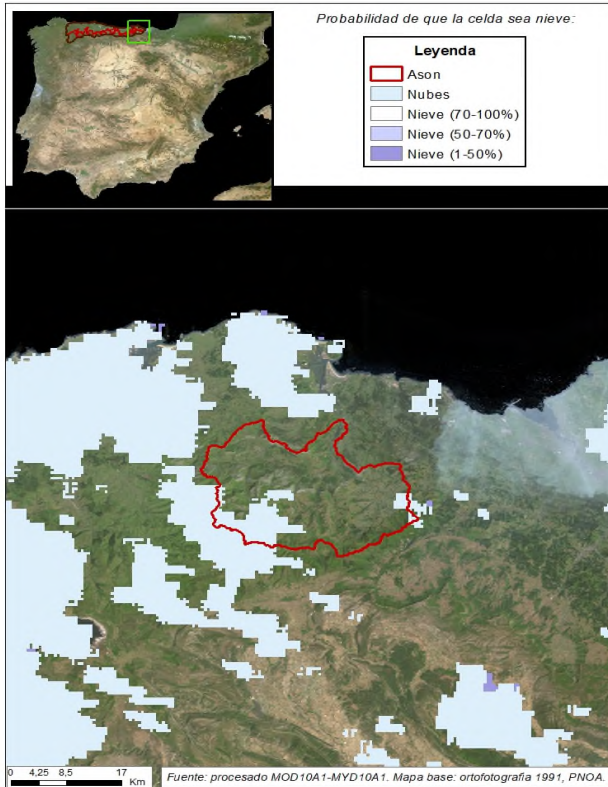 Probabilidad de que la celda sea nieve:
Leyenda
Ason
Nubes
Nieve (70-100%)
Nieve (50-70%)
Nieve (1-50%)
0 4,25 8,5 17
Km
Fuente: procesado MOD10A1-MYD10A1. Mapa base: ortofotografia 1991, PNOA.